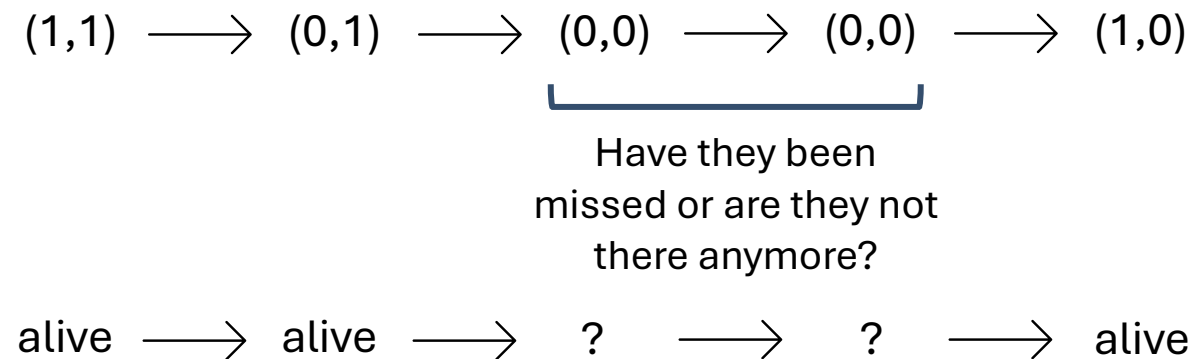 (1,1) ⟶ (0,1) ⟶ (0,0) ⟶ (0,0) ⟶ (1,0)
Have they been
missed or are they not
there anymore?
alive ⟶ alive ⟶ ? ⟶ ? ⟶ alive